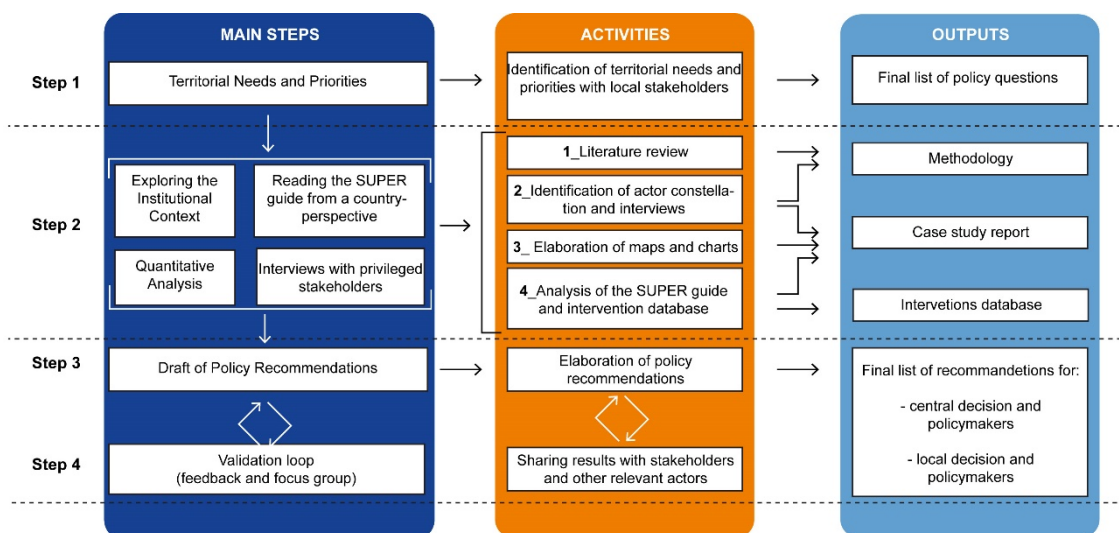 MAIN STEPS
ACTIVITIES
OUTPUTS
Step 1
Territorial Needs and Priorities
Identification of territorial needs and
priorities with local stakeholders
Final list of policy questions
Step 2
Exploring the
Institutional
Context
Reading the SUPER
guide from a country-
perspective
Quantitative
Analysis
Interviews with privileged
stakeholders
1_Literature review
2_Identification of actor constella-
tion and interviews
3_ Elaboration of maps and charts
4_Analysis of the SUPER guide
and intervention database
Methodology
Case study report
Intervetions database
Step 3
Draft of Policy Recommendations
Elaboration of policy
recommendations
Final list of recommandetions for:
- central decision and
policymakers
- local decision and
policymakers
Step 4
Validation loop
(feedback and focus group)
Sharing results with stakeholders
and other relevant actors